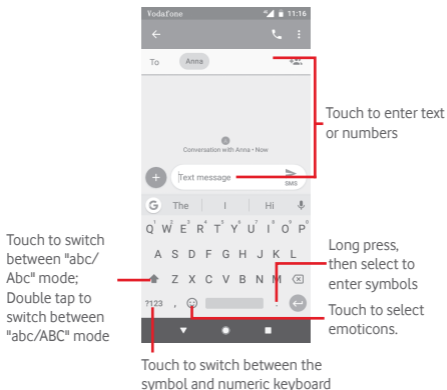 Vodafone 11:16
To Anna
Touch to enter text
or numbers
Conversation with Anna • Now
Text message
SMS
G The I Hi
Q W E R T Y U I O P
A S D F G H J K L
Z X C V B N M
?123 , .
Touch to switch
between "abc/
Abc" mode;
Double tap to
switch between
"abc/ABC" mode
Long press,
then select to
enter symbols
Touch to select
emoticons.
Touch to switch between the
symbol and numeric keyboard